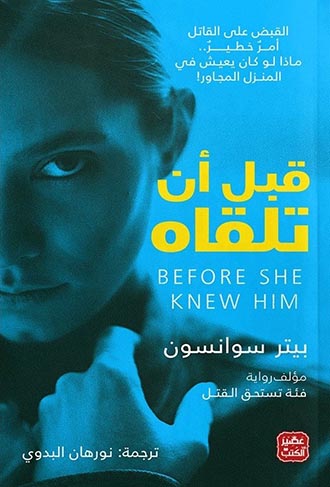 القبض على القاتل
أمرٌ خطيـرٌ..
ماذا لو كان يعيش في
المنزل المجاور!
قبل أن
تلقاه
BEFORE SHE
KNEW HIM
بيتر سوانسون
مؤلف رواية
فئة تستحق القتل
ترجمة: نورهان البدوي
عصير
الكتب